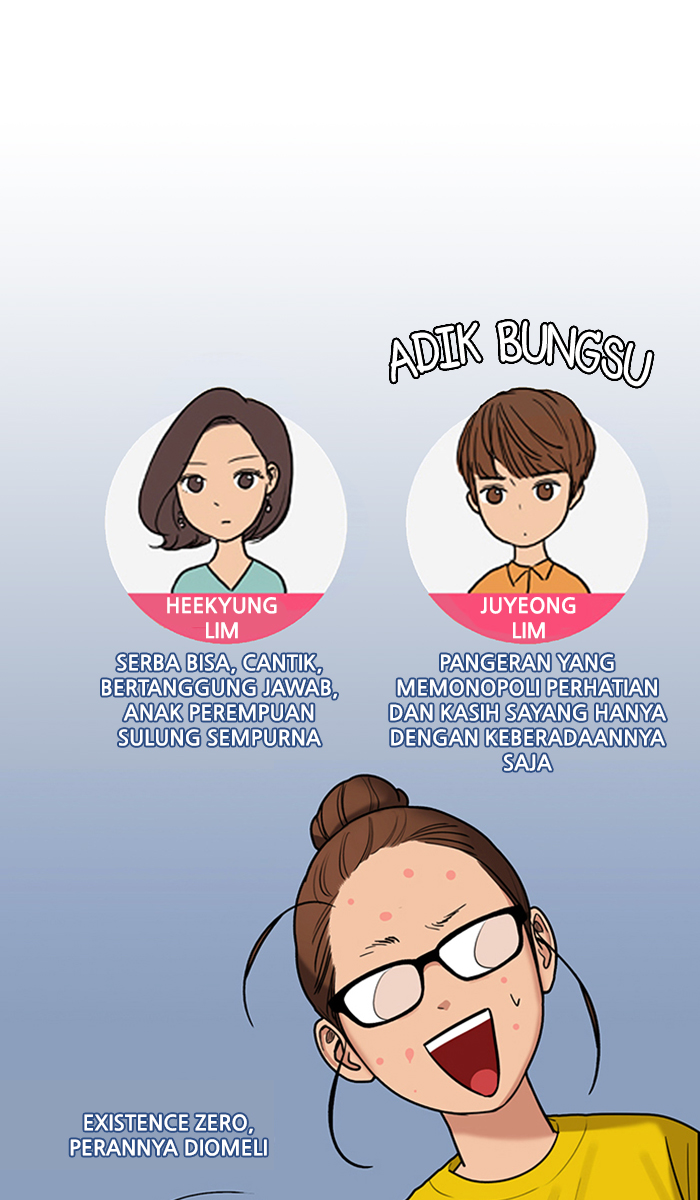 ADIK BUNGSU
HEEKYUNG
LIM
SERBA BISA, CANTIK,
BERTANGGUNG JAWAB,
ANAK PEREMPUAN
SULUNG SEMPURNA
JUYEONG
LIM
PANGERAN YANG
MEMONOPOLI PERHATIAN
DAN KASIH SAYANG HANYA
DENGAN KEBERADAANNYA
SAJA
EXISTENCE ZERO,
PERANNYA DIOMELI